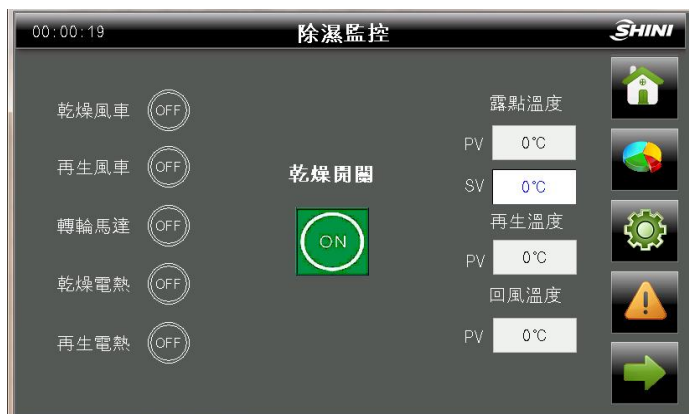 00:00:19
除濕監控
SHINI
乾燥風車 OFF
再生風車 OFF
轉輪馬達 OFF
乾燥電熱 OFF
再生電熱 OFF
乾燥開關
ON
露點溫度
PV 0℃
SV 0℃
再生溫度
PV 0℃
回風溫度
PV 0℃